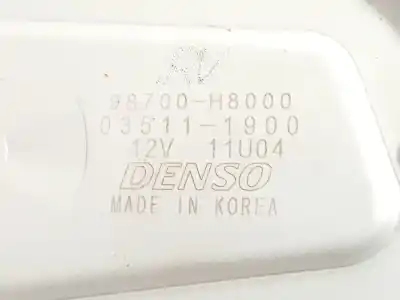 98700-H8000
03511-1900
12V 11U04
DENSO
MADE IN KOREA